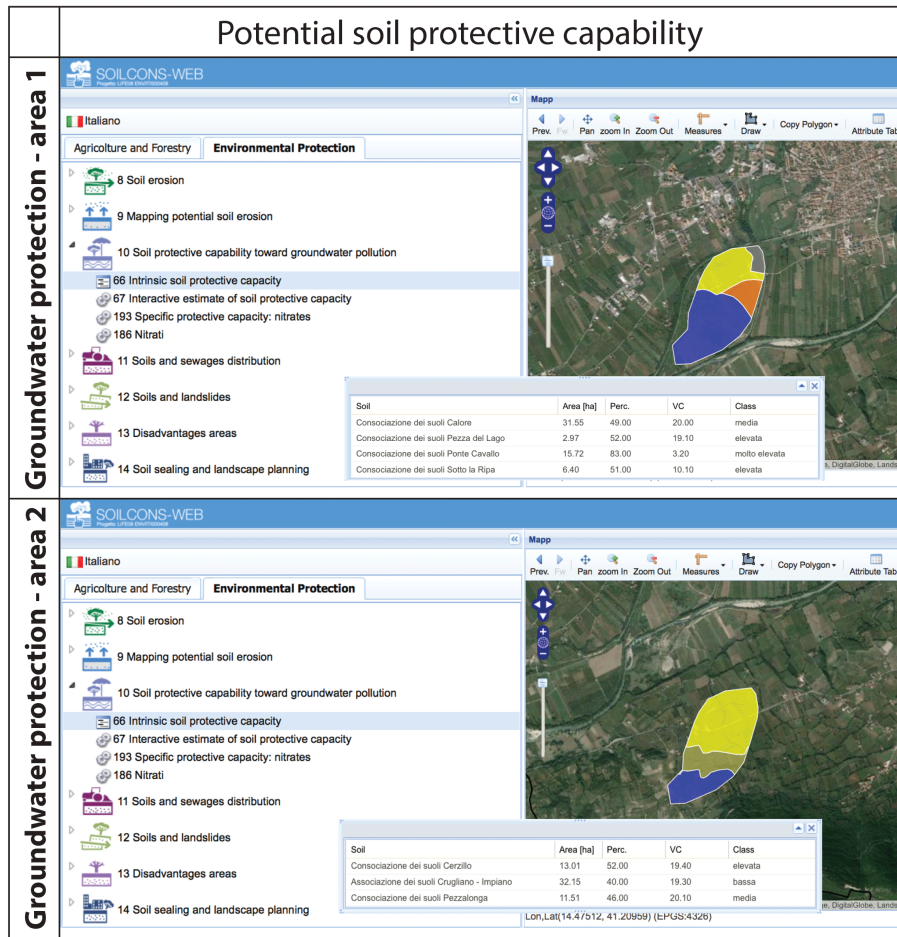 Potential soil protective capability
Groundwater protection - area 1
SOILCONS-WEB
Italiano
Agricolture and Forestry Environmental Protection
8 Soil erosion
9 Mapping potential soil erosion
10 Soil protective capability toward groundwater pollution
66 Intrinsic soil protective capacity
67 Interactive estimate of soil protective capacity
193 Specific protective capacity: nitrates
186 Nitrati
11 Soils and sewages distribution
12 Soils and landslides
13 Disadvantages areas
14 Soil sealing and landscape planning
Mapp
Prev. Fw. Pan zoom In Zoom Out Measures Draw Copy Polygon Attribute Tab
Soil Area [ha] Perc. VC Class
Consociazione dei suoli Calore 31.55 49.00 20.00 media
Consociazione dei suoli Pezza del Lago 2.97 52.00 19.10 elevata
Consociazione dei suoli Ponte Cavallo 15.72 83.00 3.20 molto elevata
Consociazione dei suoli Sotto la Ripa 6.40 51.00 10.10 elevata
e, DigitalGlobe, Lands
Groundwater protection - area 2
SOILCONS-WEB
Italiano
Agricolture and Forestry Environmental Protection
8 Soil erosion
9 Mapping potential soil erosion
10 Soil protective capability toward groundwater pollution
66 Intrinsic soil protective capacity
67 Interactive estimate of soil protective capacity
193 Specific protective capacity: nitrates
186 Nitrati
11 Soils and sewages distribution
12 Soils and landslides
13 Disadvantages areas
14 Soil sealing and landscape planning
Mapp
Prev. Fw. Pan zoom In Zoom Out Measures Draw Copy Polygon Attribute Tab
Soil Area [ha] Perc. VC Class
Consociazione dei suoli Cerzillo 13.01 52.00 19.40 elevata
Associazione dei suoli Crugliano - Impiano 32.15 40.00 19.30 bassa
Consociazione dei suoli Pezzalonga 11.51 46.00 20.10 media
e, DigitalGlobe, Lands
Lon,Lat(14.47512, 41.20959) (EPGS:4326)